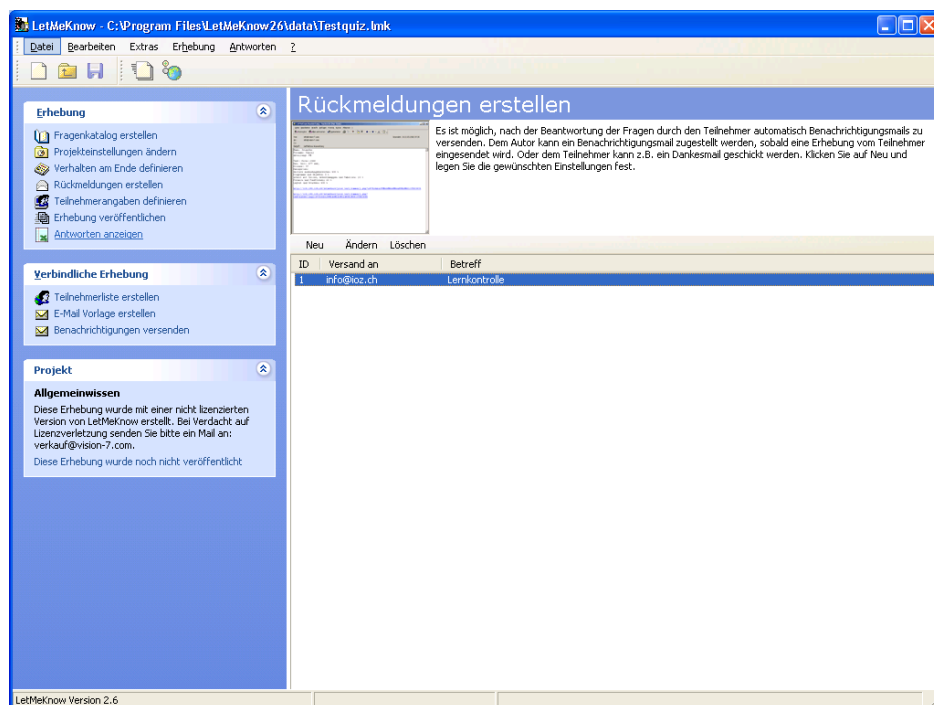 LetMeKnow - C:\Program Files\LetMeKnow26\data\Testquiz.lmk
Datei Bearbeiten Extras Erhebung Antworten ?
Erhebung
Fragenkatalog erstellen
Projekteinstellungen ändern
Verhalten am Ende definieren
Rückmeldungen erstellen
Teilnehmerangaben definieren
Erhebung veröffentlichen
Antworten anzeigen
Verbindliche Erhebung
Teilnehmerliste erstellen
E-Mail Vorlage erstellen
Benachrichtigungen versenden
Projekt
Allgemeinwissen
Diese Erhebung wurde mit einer nicht lizenzierten
Version von LetMeKnow erstellt. Bei Verdacht auf
Lizenzverletzung senden Sie bitte ein Mail an:
verkauf@vision-7.com.
Diese Erhebung wurde noch nicht veröffentlicht
Rückmeldungen erstellen
Es ist möglich, nach der Beantwortung der Fragen durch den Teilnehmer automatisch Benachrichtigungsmails zu
versenden. Dem Autor kann ein Benachrichtigungsmail zugestellt werden, sobald eine Erhebung vom Teilnehmer
eingesendet wird. Oder dem Teilnehmer kann z.B. ein Dankesmail geschickt werden. Klicken Sie auf Neu und
legen Sie die gewünschten Einstellungen fest.
Neu Ändern Löschen
ID Versand an Betreff
1 info@ioz.ch Lernkontrolle
LetMeKnow Version 2.6